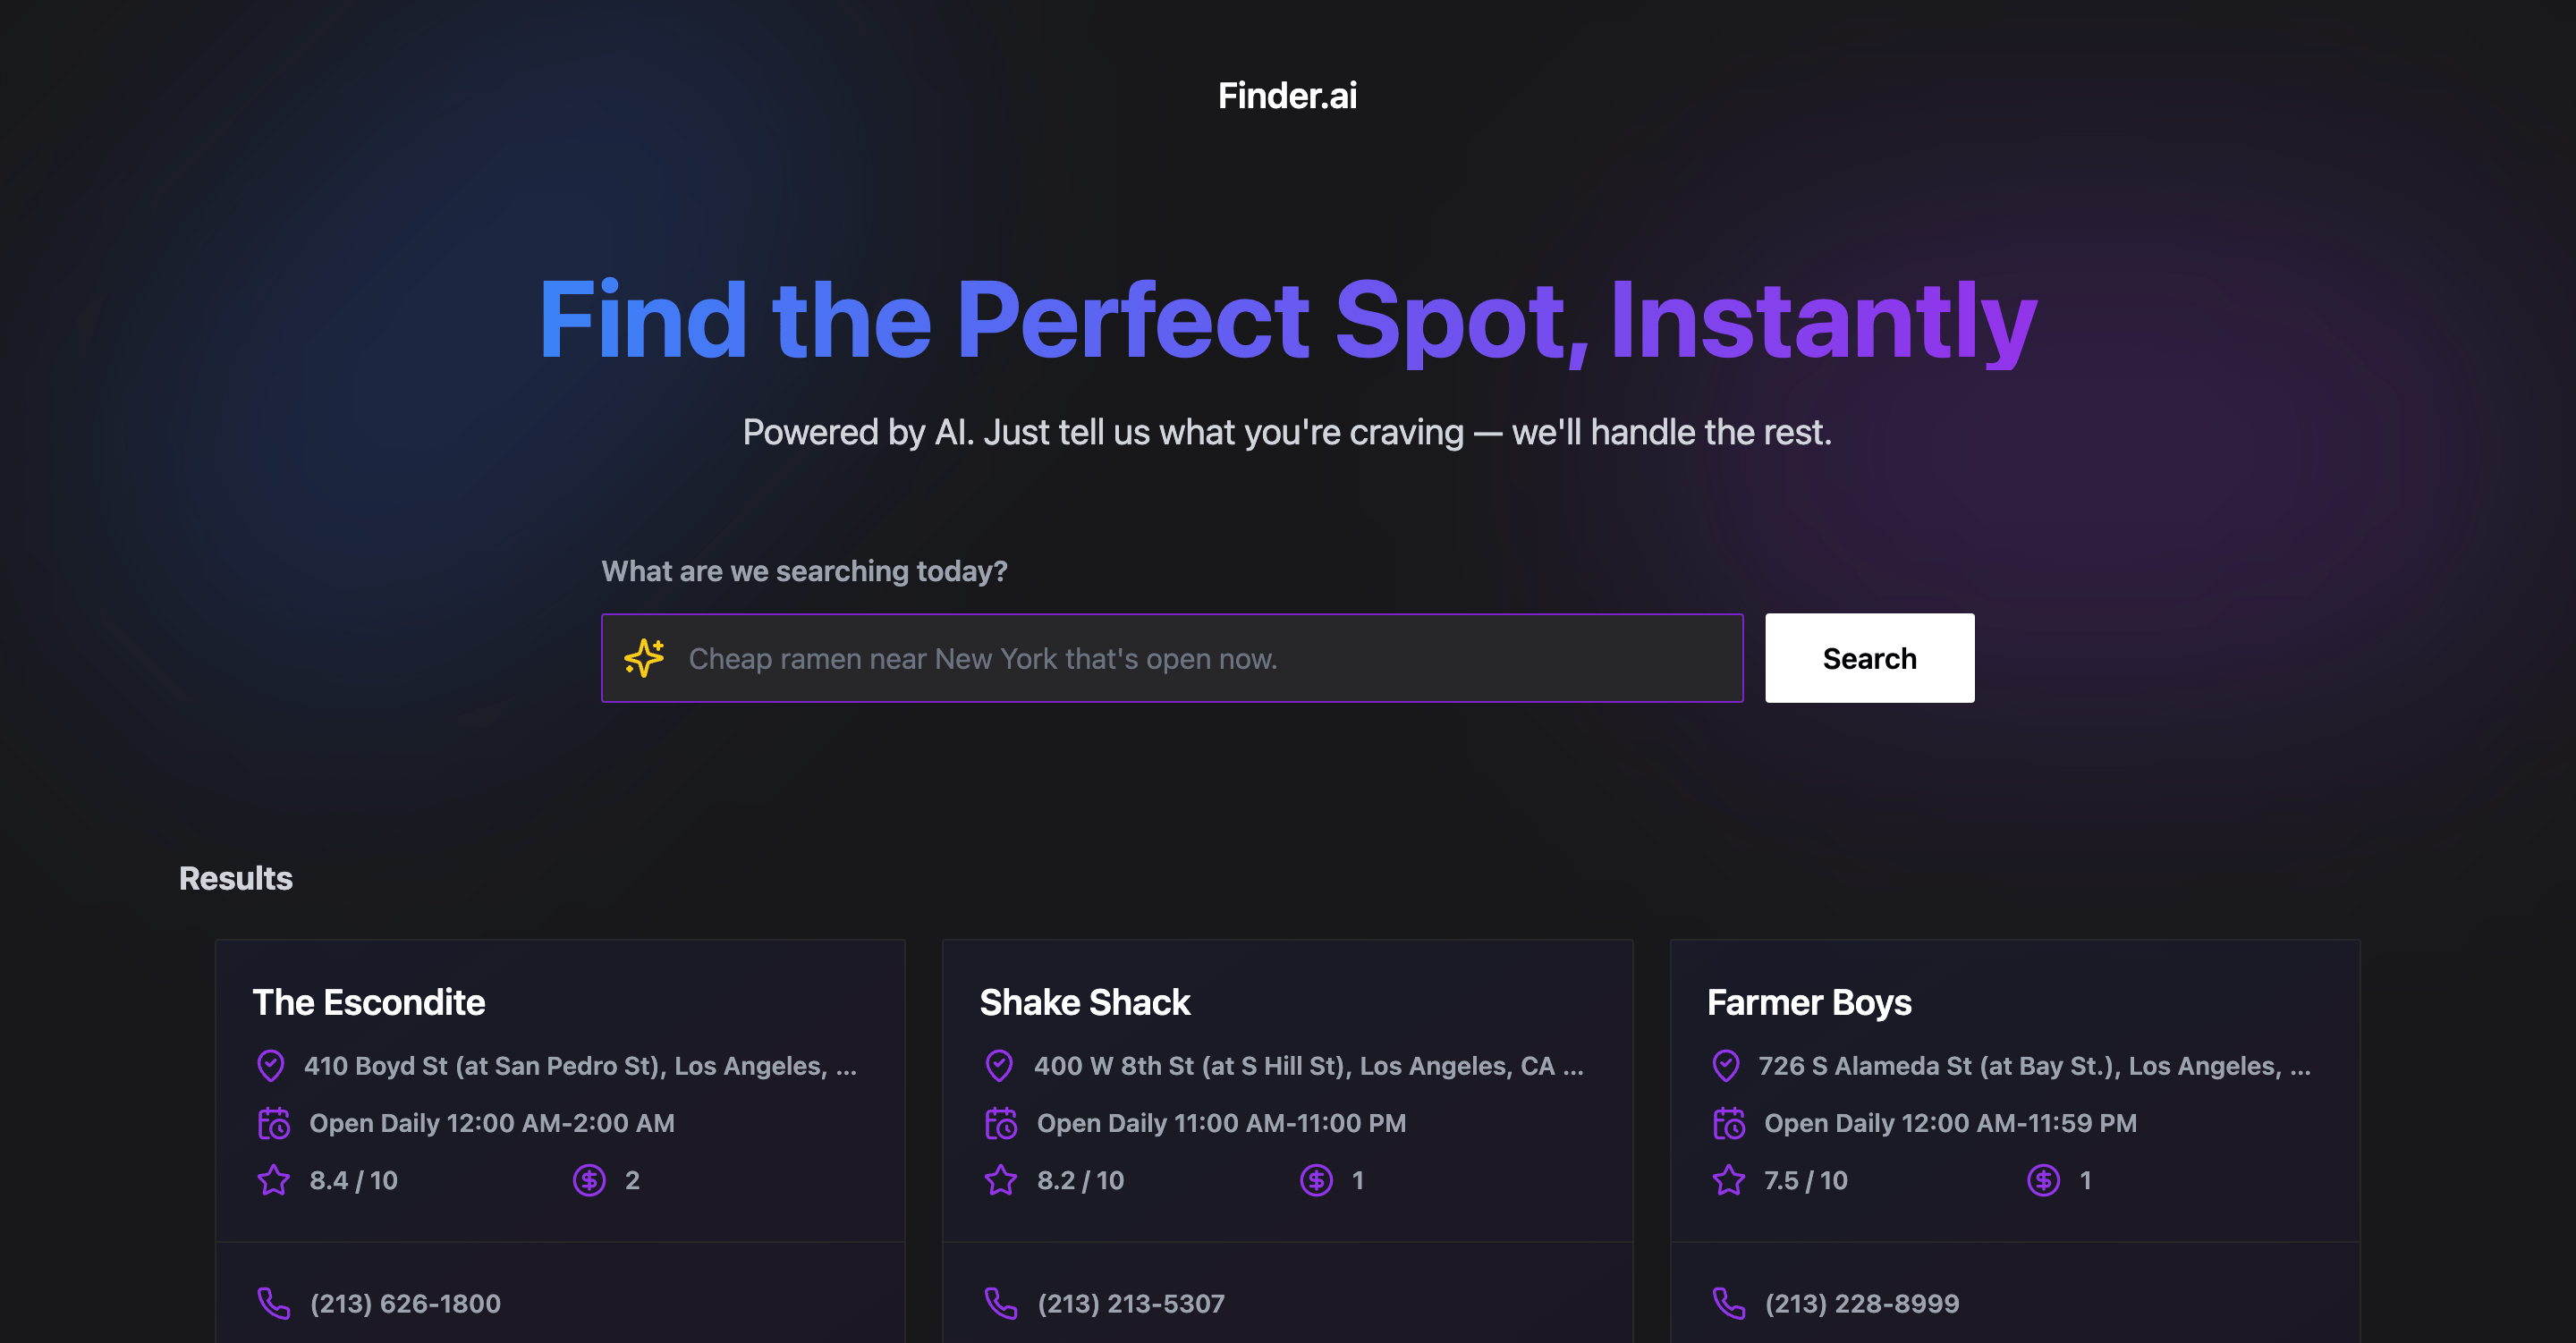 Finder.ai
Find the Perfect Spot, Instantly
Powered by AI. Just tell us what you're craving — we'll handle the rest.
What are we searching today?
Cheap ramen near New York that's open now.
Search
Results
The Escondite
410 Boyd St (at San Pedro St), Los Angeles, ...
Open Daily 12:00 AM-2:00 AM
8.4 / 10
2
(213) 626-1800
Shake Shack
400 W 8th St (at S Hill St), Los Angeles, CA ...
Open Daily 11:00 AM-11:00 PM
8.2 / 10
1
(213) 213-5307
Farmer Boys
726 S Alameda St (at Bay St.), Los Angeles, ...
Open Daily 12:00 AM-11:59 PM
7.5 / 10
1
(213) 228-8999